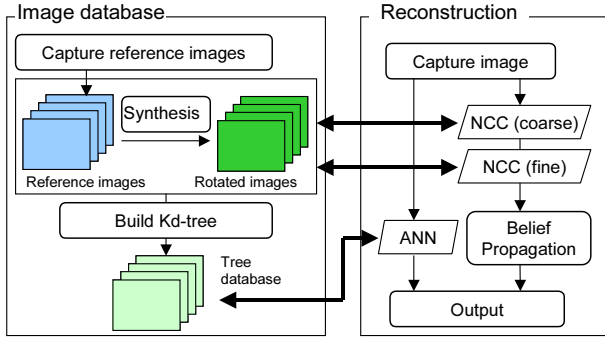 Image database
Capture reference images
Synthesis
Reference images
Rotated images
Build Kd-tree
Tree
database
Reconstruction
Capture image
NCC (coarse)
NCC (fine)
ANN
Belief
Propagation
Output